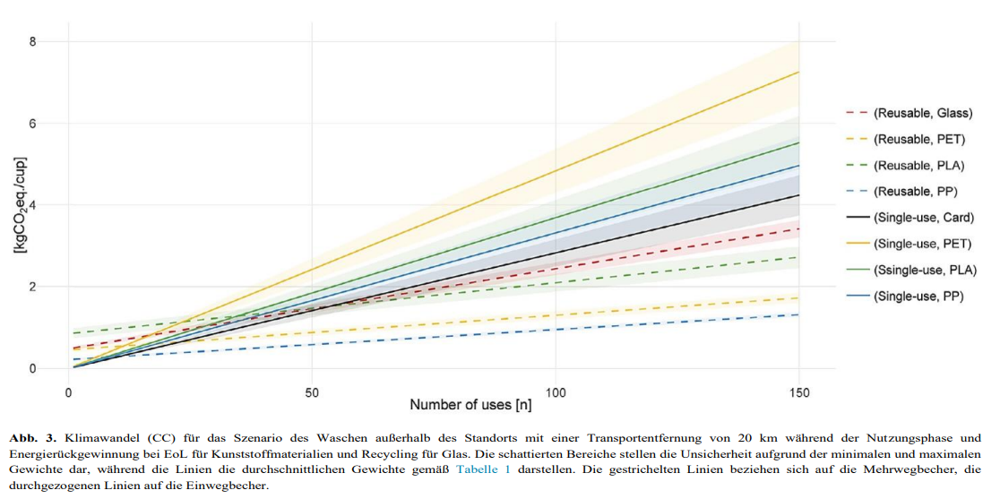 8
6
4
2
0
[kgCO2eq./cup]
0
50
100
150
Number of uses [n]
(Reusable, Glass)
(Reusable, PET)
(Reusable, PLA)
(Reusable, PP)
(Single-use, Card)
(Single-use, PET)
(Ssingle-use, PLA)
(Single-use, PP)
Abb. 3. Klimawandel (CC) für das Szenario des Waschen außerhalb des Standorts mit einer Transportentfernung von 20 km während der Nutzungsphase und
Energierückgewinnung bei EoL für Kunststoffmaterialien und Recycling für Glas. Die schattierten Bereiche stellen die Unsicherheit aufgrund der minimalen und maximalen
Gewichte dar, während die Linien die durchschnittlichen Gewichte gemäß Tabelle 1 darstellen. Die gestrichelten Linien beziehen sich auf die Mehrwegbecher, die
durchgezogenen Linien auf die Einwegbecher.